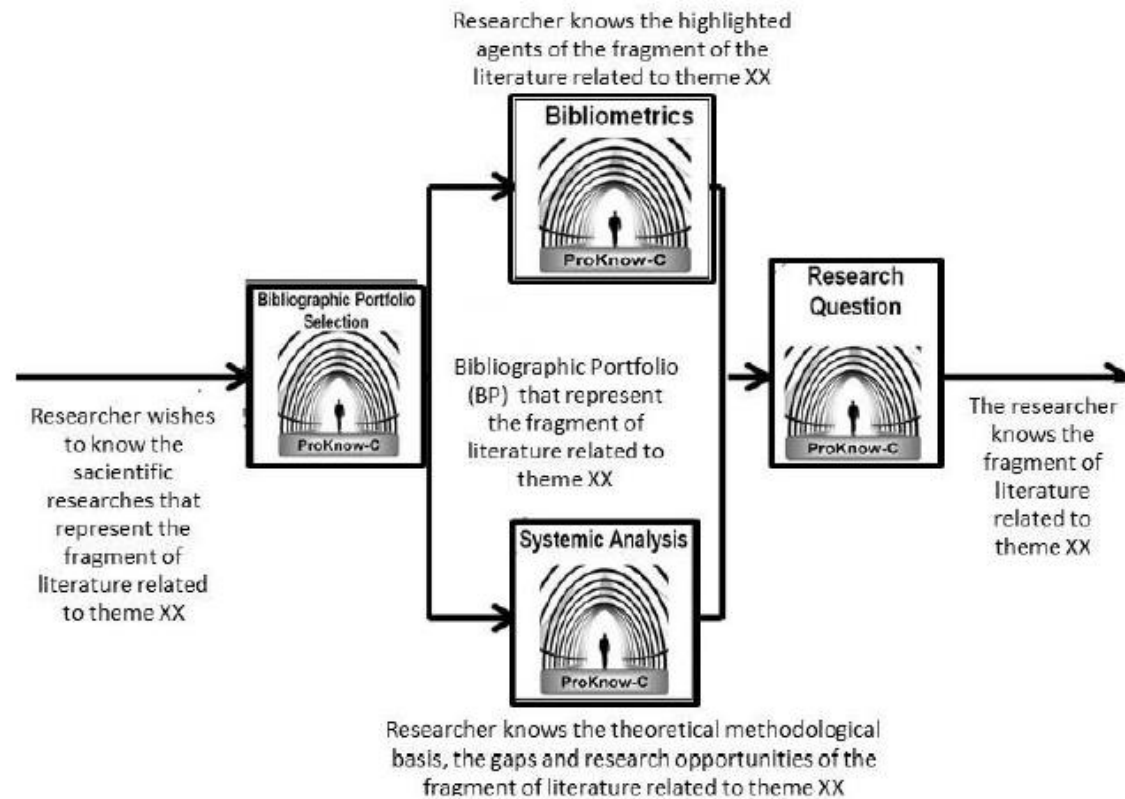 Researcher knows the highlighted
agents of the fragment of the
literature related to theme XX
Bibliometrics
ProKnow-C
Bibliographic Portfolio
Selection
ProKnow-C
Researcher wishes
to know the
sacientific
researches that
represent the
fragment of
literature related
to theme XX
Bibliographic Portfolio
(BP) that represent
the fragment of
literature related to
theme XX
Research
Question
ProKnow-C
The researcher
knows the
fragment of
literature
related to
theme XX
Systemic Analysis
ProKnow-C
Researcher knows the theoretical methodological
basis, the gaps and research opportunities of the
fragment of literature related to theme XX